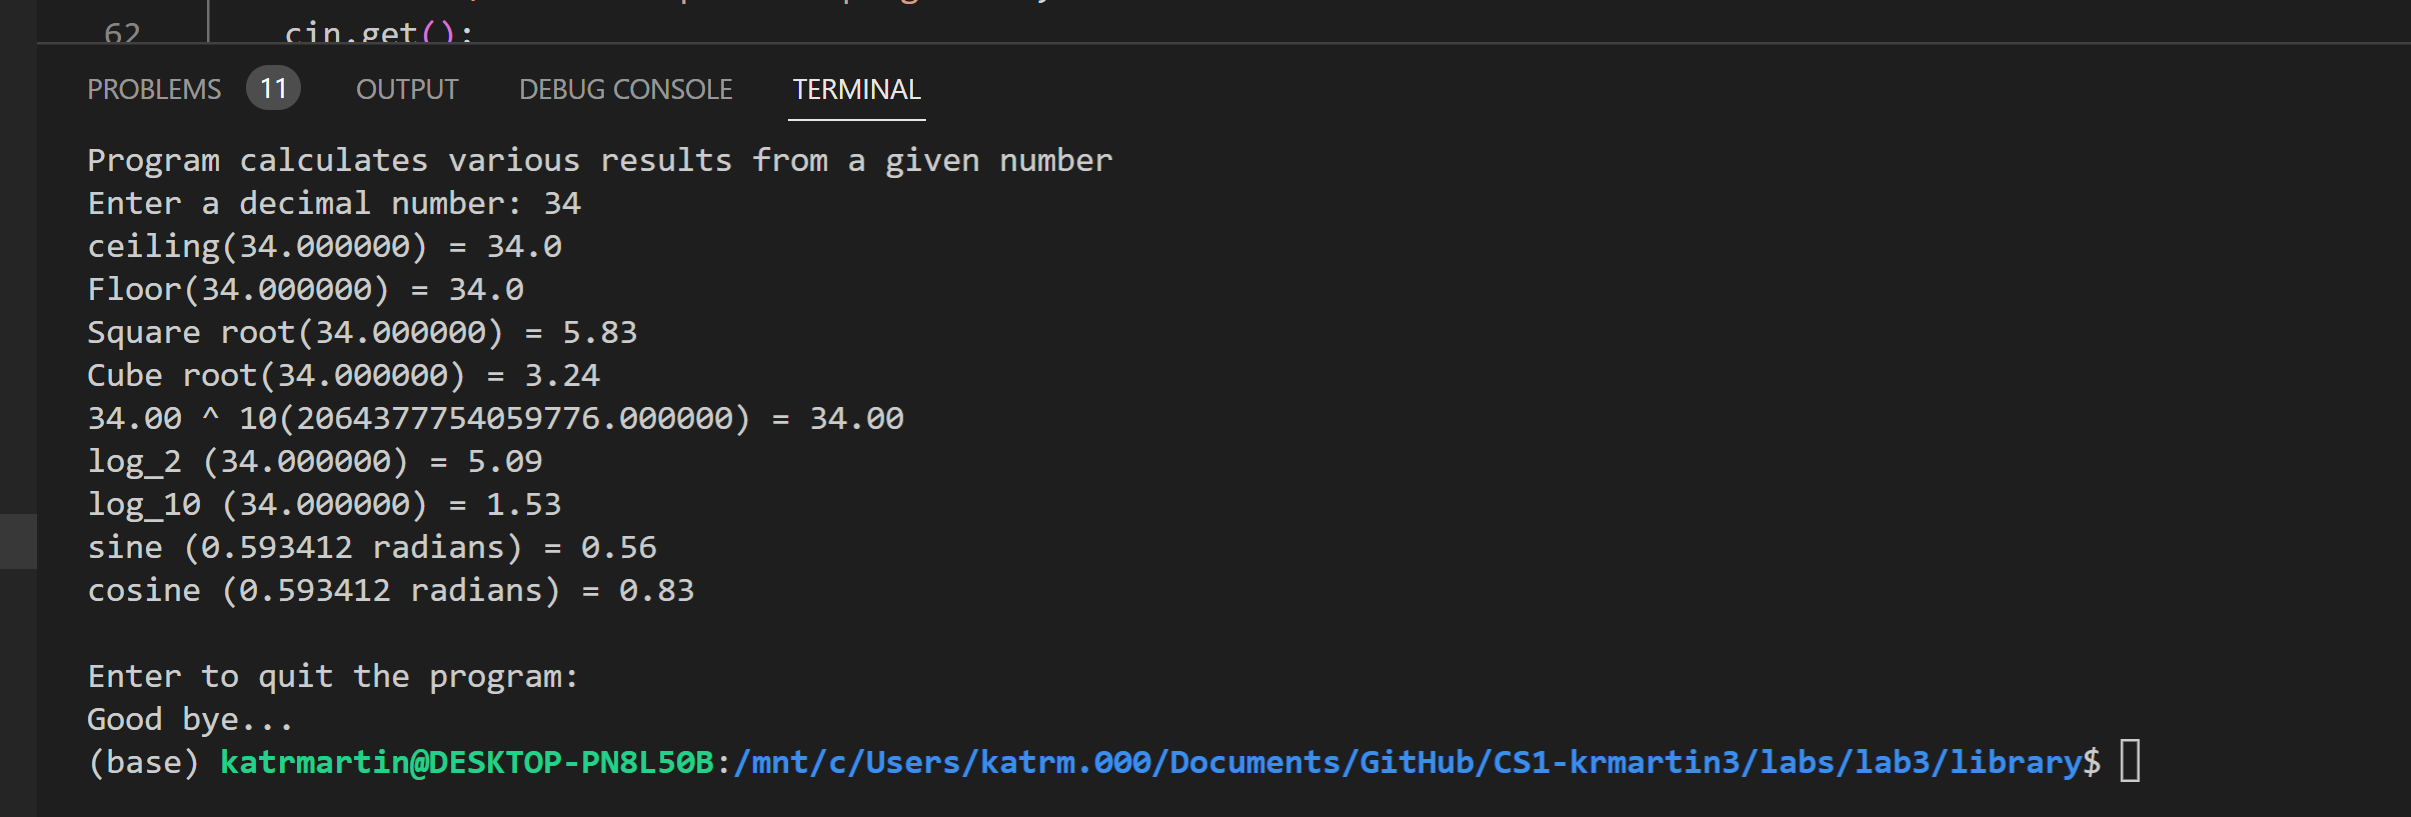 62 cin.get();
PROBLEMS 11 OUTPUT DEBUG CONSOLE TERMINAL
Program calculates various results from a given number
Enter a decimal number: 34
ceiling(34.000000) = 34.0
Floor(34.000000) = 34.0
Square root(34.000000) = 5.83
Cube root(34.000000) = 3.24
34.00 ^ 10(2064377754059776.000000) = 34.00
log_2 (34.000000) = 5.09
log_10 (34.000000) = 1.53
sine (0.593412 radians) = 0.56
cosine (0.593412 radians) = 0.83
Enter to quit the program:
Good bye...
(base) katrmartin@DESKTOP-PN8L50B:/mnt/c/Users/katrm.000/Documents/GitHub/CS1-krmartin3/labs/lab3/library$